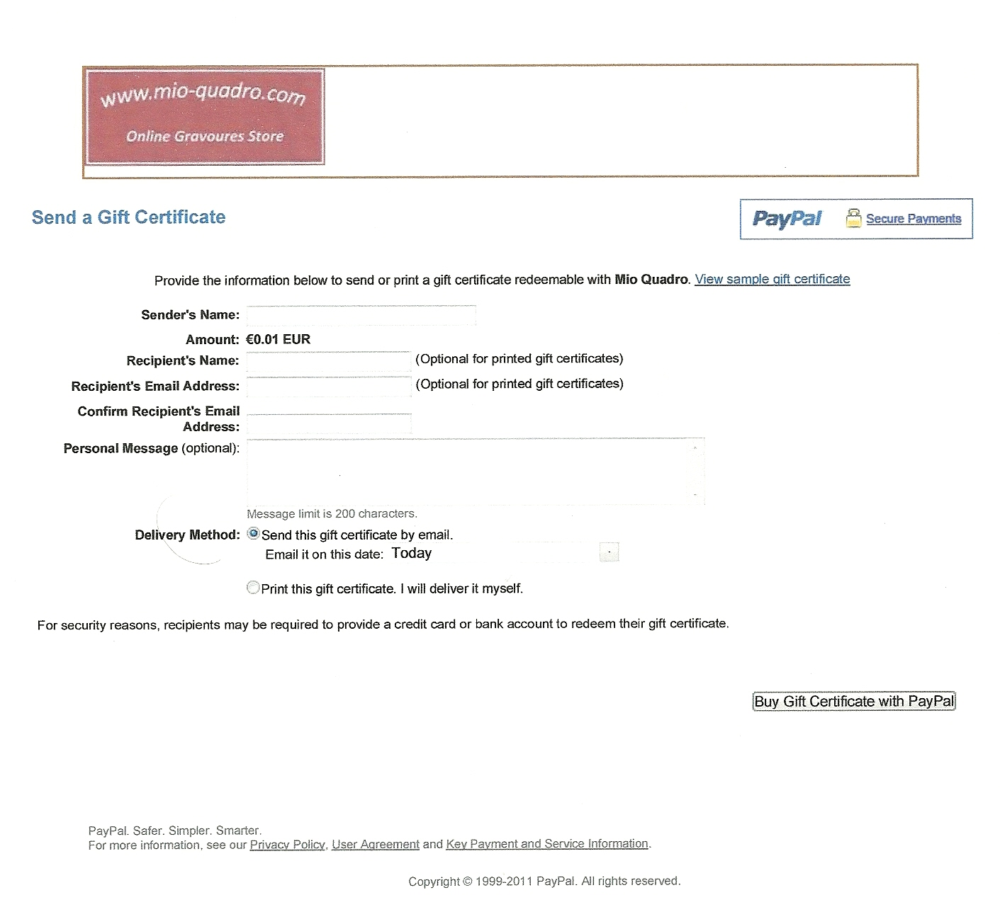 www.mio-quadro.com
Online Gravoures Store
Send a Gift Certificate
PayPal Secure Payments
Provide the information below to send or print a gift certificate redeemable with Mio Quadro. View sample gift certificate
Sender's Name:
Amount: €0.01 EUR
Recipient's Name: (Optional for printed gift certificates)
Recipient's Email Address: (Optional for printed gift certificates)
Confirm Recipient's Email
Address:
Personal Message (optional):
Message limit is 200 characters.
Delivery Method: Send this gift certificate by email.
Email it on this date: Today
Print this gift certificate. I will deliver it myself.
For security reasons, recipients may be required to provide a credit card or bank account to redeem their gift certificate.
Buy Gift Certificate with PayPal
PayPal. Safer. Simpler. Smarter.
For more information, see our Privacy Policy, User Agreement and Key Payment and Service Information.
Copyright © 1999-2011 PayPal. All rights reserved.